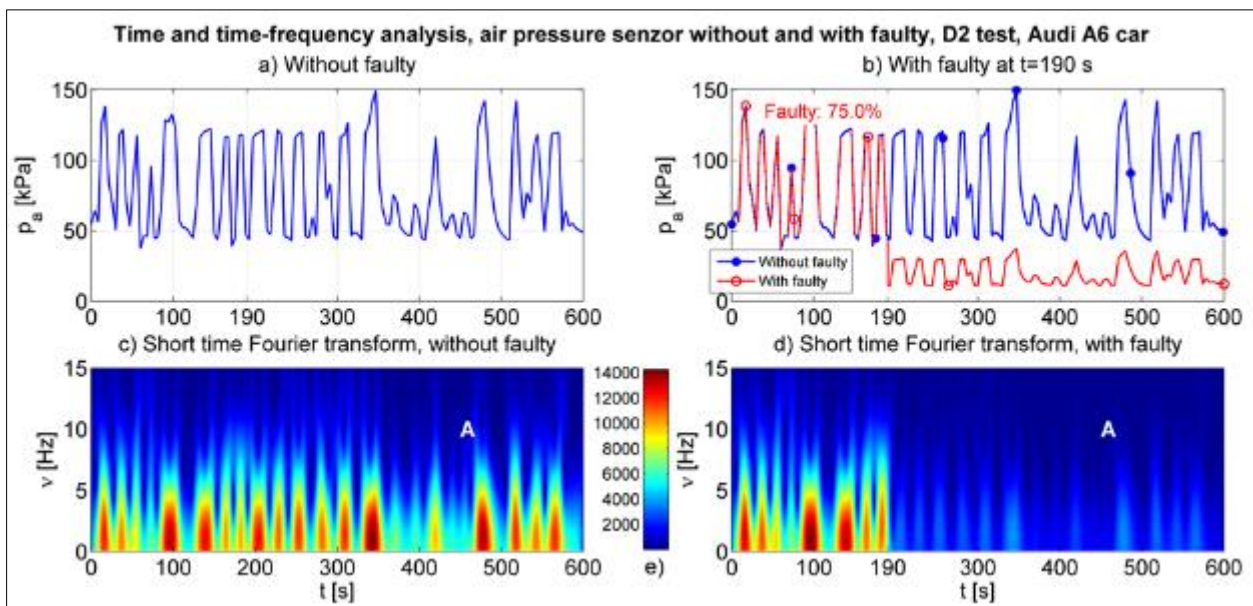 Time and time-frequency analysis, air pressure senzor without and with faulty, D2 test, Audi A6 car
a) Without faulty
b) With faulty at t=190 s
150
100
50
0
pa [kPa]
0 100 190 300 400 500 600
150
100
50
0
pa [kPa]
Faulty: 75.0%
Without faulty
With faulty
0 100 190 300 400 500 600
c) Short time Fourier transform, without faulty
d) Short time Fourier transform, with faulty
15
10
5
0
ν [Hz]
A
0 100 190 300 400 500 600
t [s]
14000
12000
10000
8000
6000
4000
2000
e)
15
10
5
0
ν [Hz]
A
0 100 190 300 400 500 600
t [s]